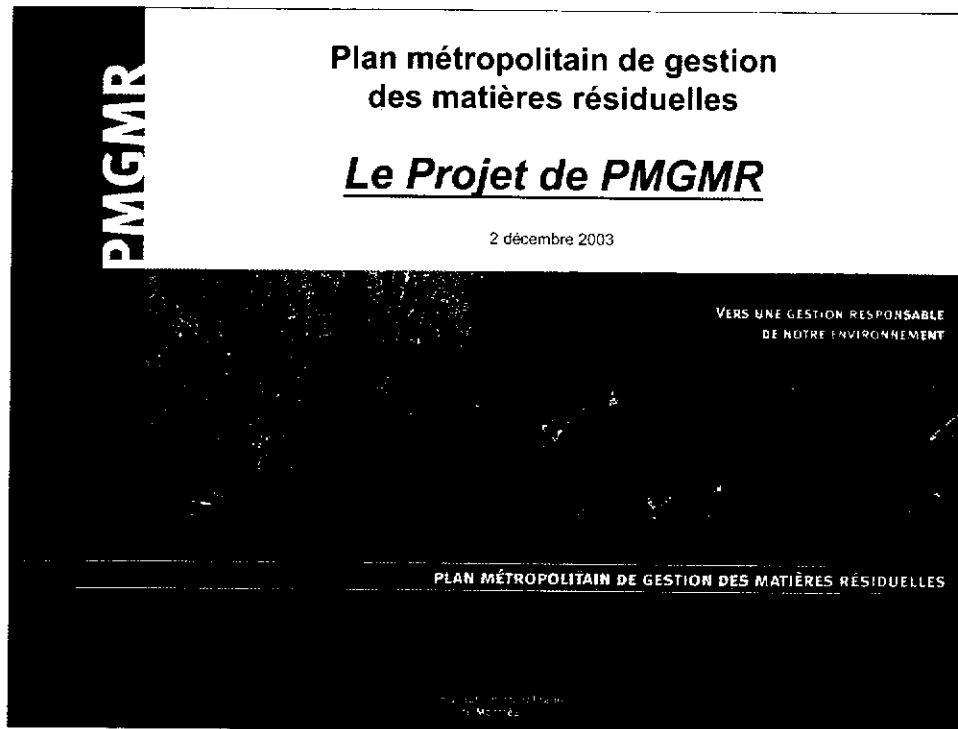 PMGMR
Plan métropolitain de gestion
des matières résiduelles
Le Projet de PMGMR
2 décembre 2003
VERS UNE GESTION RESPONSABLE
DE NOTRE ENVIRONNEMENT
PLAN MÉTROPOLITAIN DE GESTION DES MATIÈRES RÉSIDUELLES